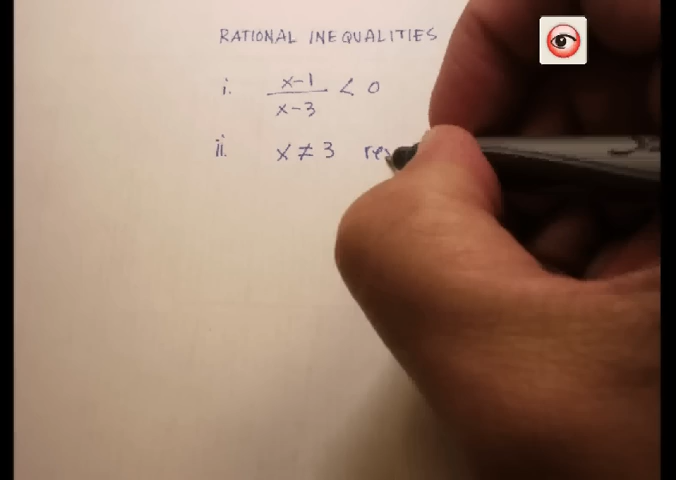 RATIONAL INEQUALITIES
i. x-1 / x-3 < 0
ii. x ≠ 3